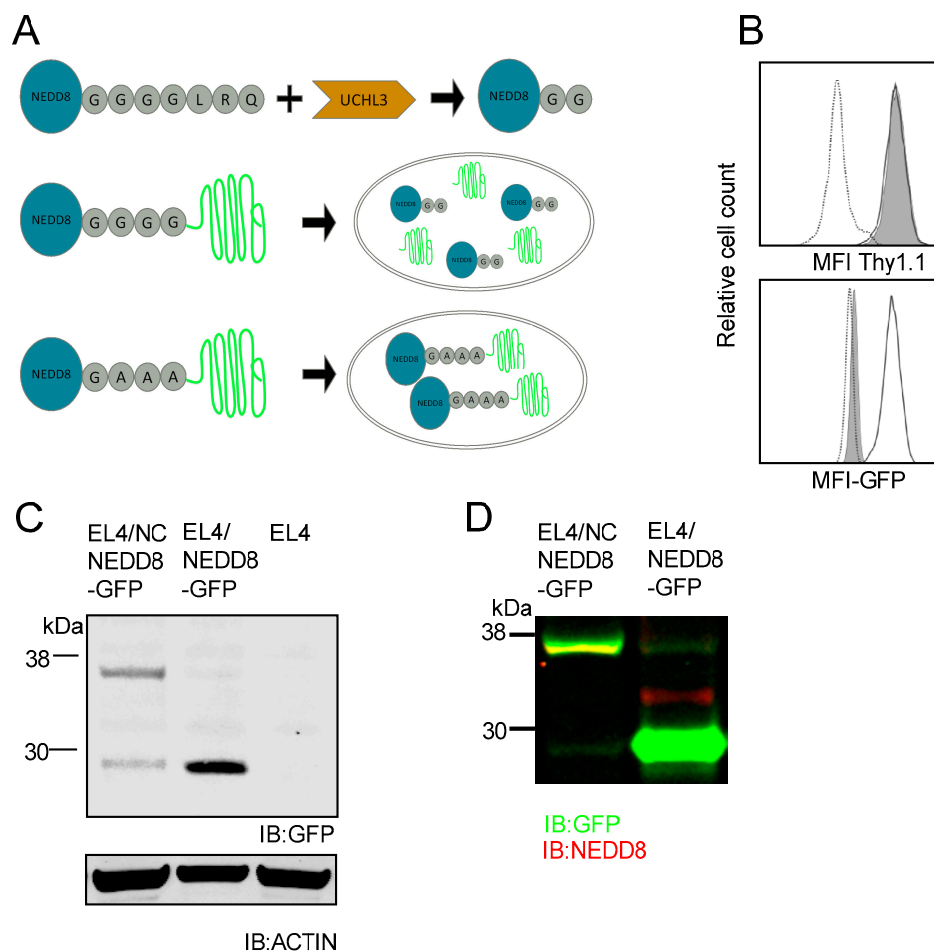 A
NEDD8 G G G G L R Q + UCHL3 NEDD8 G G
NEDD8 G G G G
NEDD8 G G
NEDD8 G G
NEDD8 G G
NEDD8 G A A A
NEDD8 G A A A
NEDD8 G A A A
B
Relative cell count
MFI Thy1.1
MFI-GFP
C
EL4/NC
NEDD8
-GFP
EL4/
NEDD8
-GFP
EL4
kDa
38
30
IB:GFP
IB:ACTIN
D
EL4/NC
NEDD8
-GFP
EL4/
NEDD8
-GFP
kDa
38
30
IB:GFP
IB:NEDD8